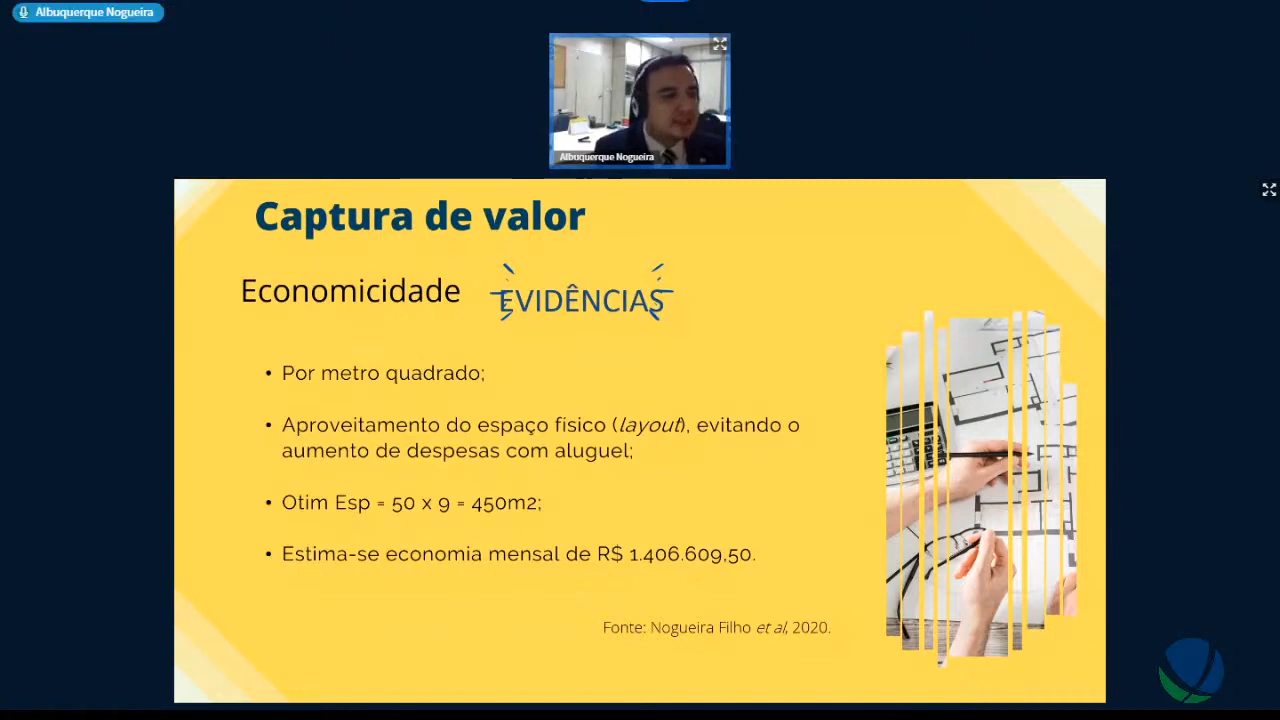 Albuquerque Nogueira
Albuquerque Nogueira
Captura de valor
Economicidade
EVIDÊNCIAS
• Por metro quadrado;
• Aproveitamento do espaço físico (layout), evitando o
aumento de despesas com aluguel;
• Otim Esp = 50 x 9 = 450m2;
• Estima-se economia mensal de R$ 1.406.609,50.
Fonte: Nogueira Filho et al, 2020.